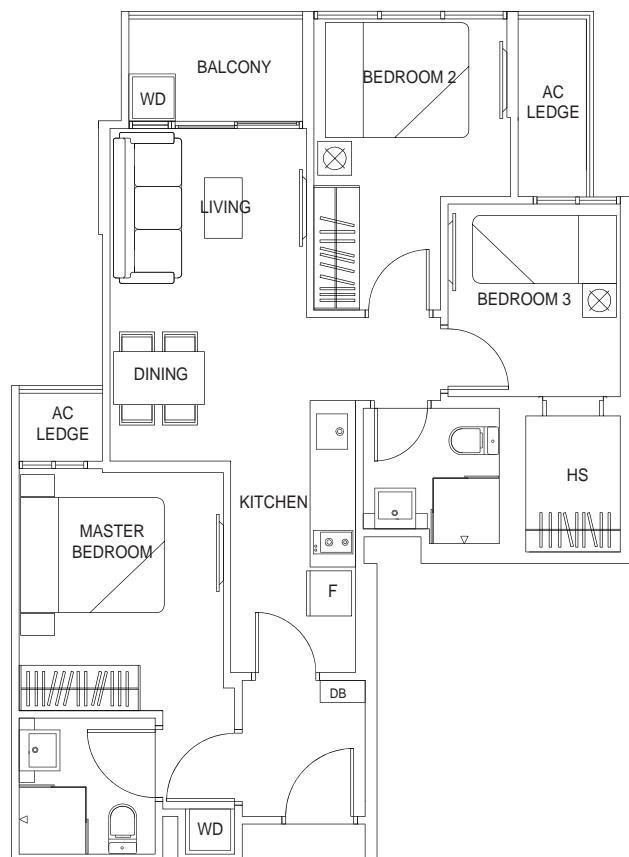 BALCONY
BEDROOM 2
WD
AC
LEDGE
LIVING
BEDROOM 3
DINING
AC
LEDGE
HS
KITCHEN
MASTER
BEDROOM
F
DB
WD